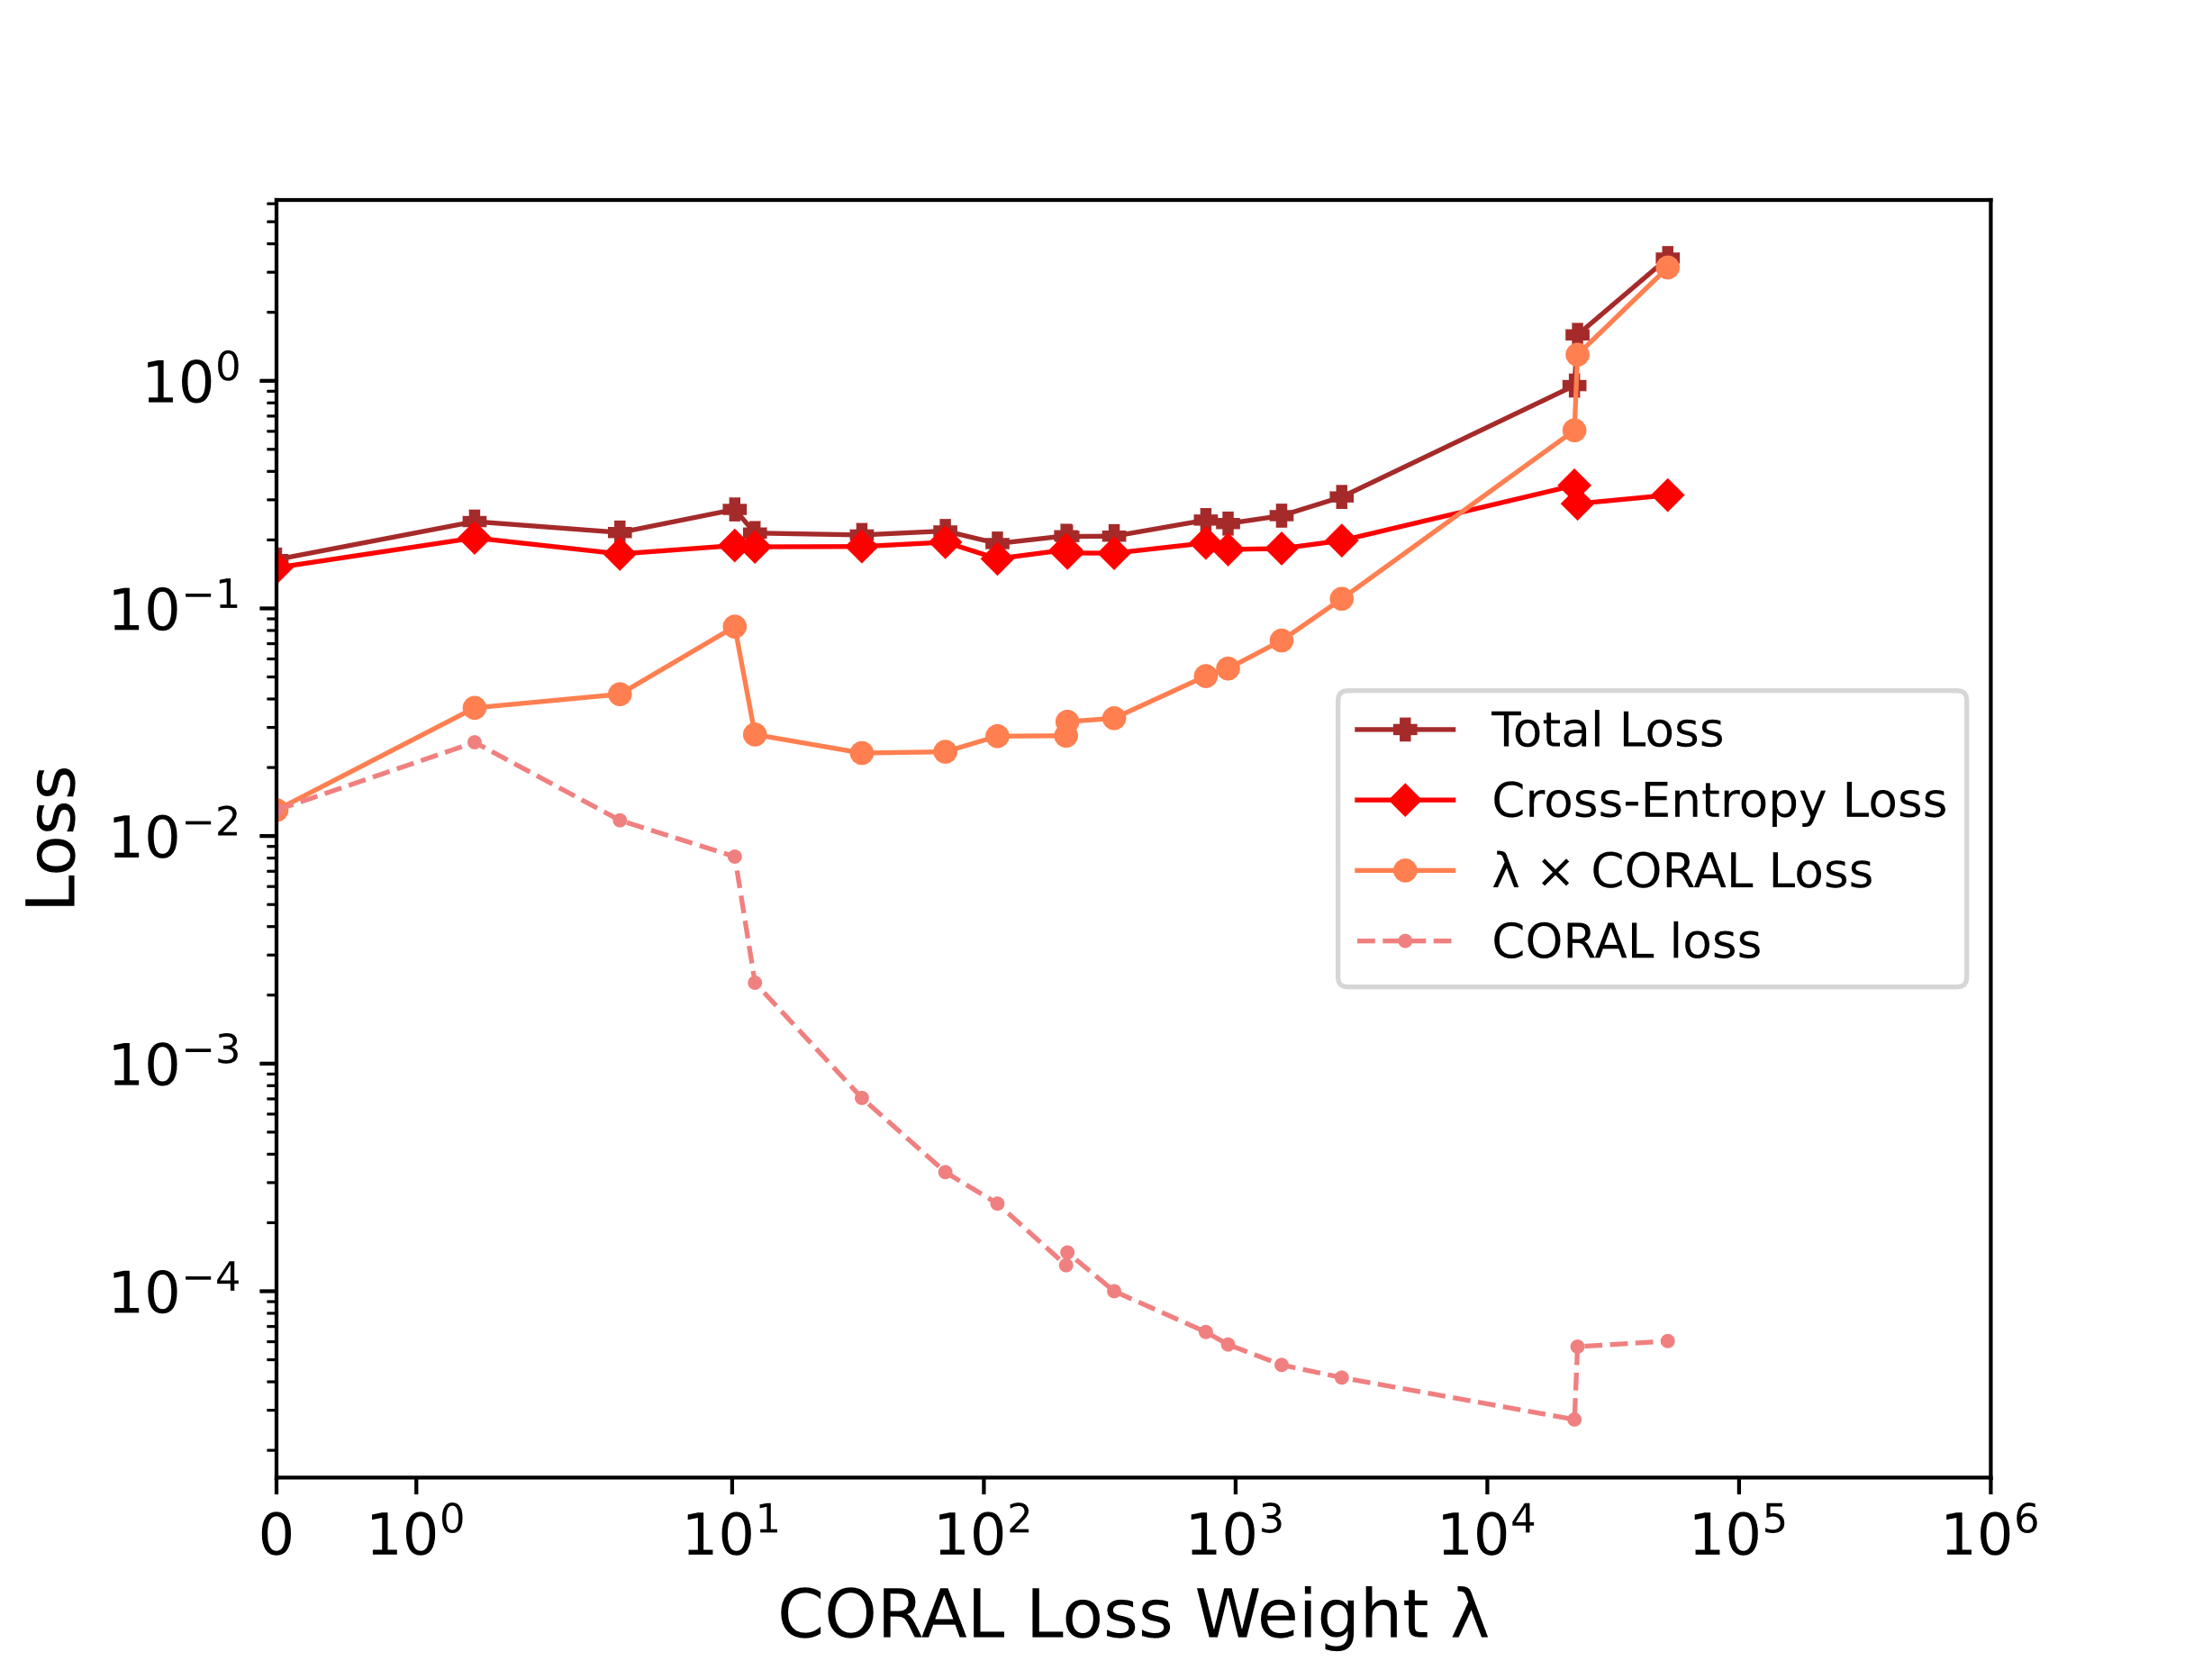 10⁰
10⁻¹
10⁻²
10⁻³
10⁻⁴
Loss
Total Loss
Cross-Entropy Loss
λ × CORAL Loss
CORAL loss
0 10⁰ 10¹ 10² 10³ 10⁴ 10⁵ 10⁶
CORAL Loss Weight λ